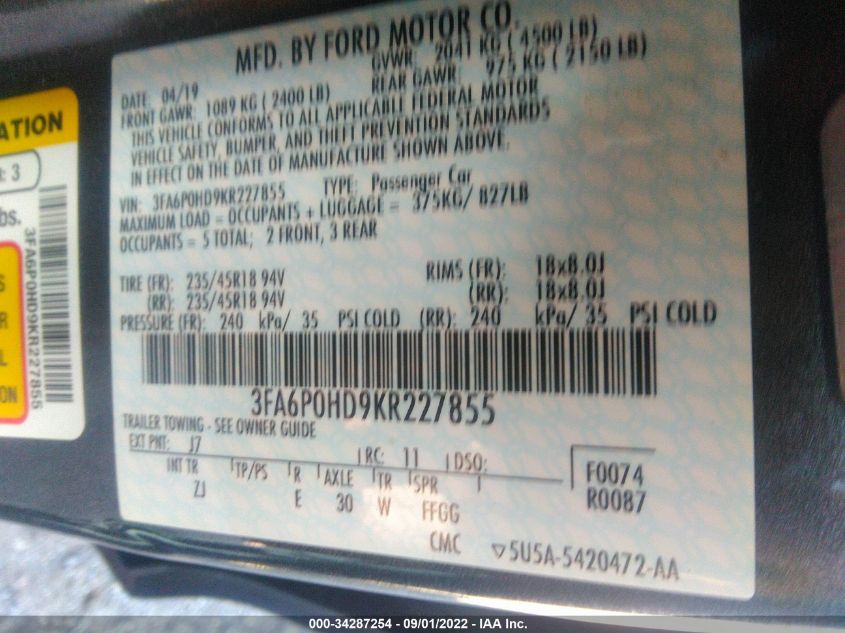 MFD. BY FORD MOTOR CO.
DATE: 04/19 GVWR: 2041 KG ( 4500 LB)
FRONT GAWR: 1089 KG ( 2400 LB) REAR GAWR: 975 KG ( 2150 LB)
THIS VEHICLE CONFORMS TO ALL APPLICABLE FEDERAL MOTOR
VEHICLE SAFETY, BUMPER, AND THEFT PREVENTION STANDARDS
IN EFFECT ON THE DATE OF MANUFACTURE SHOWN ABOVE.
VIN: 3FA6P0HD9KR227855 TYPE: Passenger Car
MAXIMUM LOAD = OCCUPANTS + LUGGAGE = 375KG/ 827LB
OCCUPANTS = 5 TOTAL; 2 FRONT, 3 REAR
TIRE (FR): 235/45R18 94V RIMS (FR): 18x8.0J
(RR): 235/45R18 94V (RR): 18x8.0J
PRESSURE (FR): 240 kPa/ 35 PSI COLD (RR): 240 kPa/ 35 PSI COLD
3FA6P0HD9KR227855
TRAILER TOWING - SEE OWNER GUIDE
EXT PNT: J7 RC: 11 DSO:
INT TR TP/PS R AXLE TR SPR F0074
ZJ E 30 W FFGG R0087
CMC ▽5U5A-5420472-AA
ATION
: 3
bs.
3FA6P0HD9KR227855
S
R
L
ON
000-34287254 - 09/01/2022 - IAA Inc.